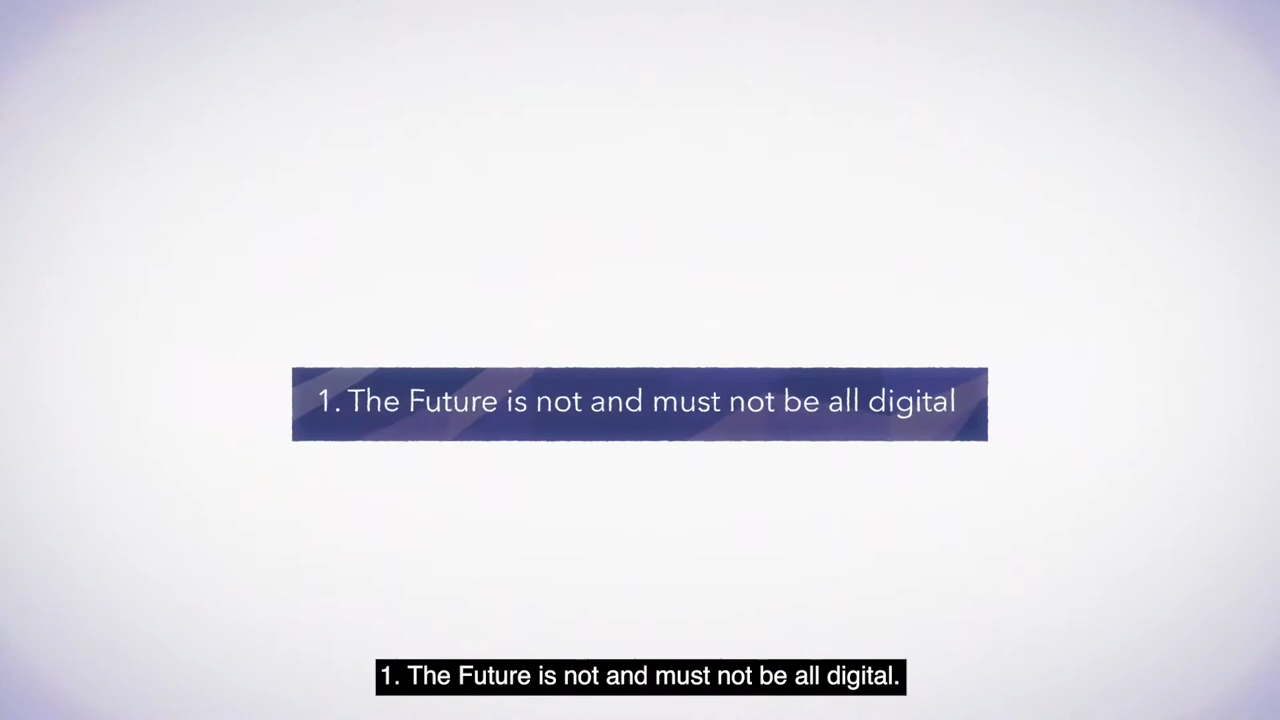 1. The Future is not and must not be all digital
1. The Future is not and must not be all digital.